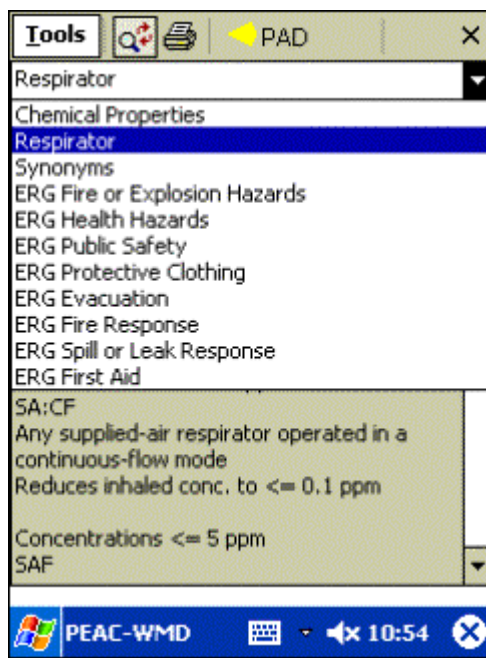 Tools PAD
Respirator
Chemical Properties
Respirator
Synonyms
ERG Fire or Explosion Hazards
ERG Health Hazards
ERG Public Safety
ERG Protective Clothing
ERG Evacuation
ERG Fire Response
ERG Spill or Leak Response
ERG First Aid
SA:CF
Any supplied-air respirator operated in a
continuous-flow mode
Reduces inhaled conc. to <= 0.1 ppm
Concentrations <= 5 ppm
SAF
PEAC-WMD 10:54